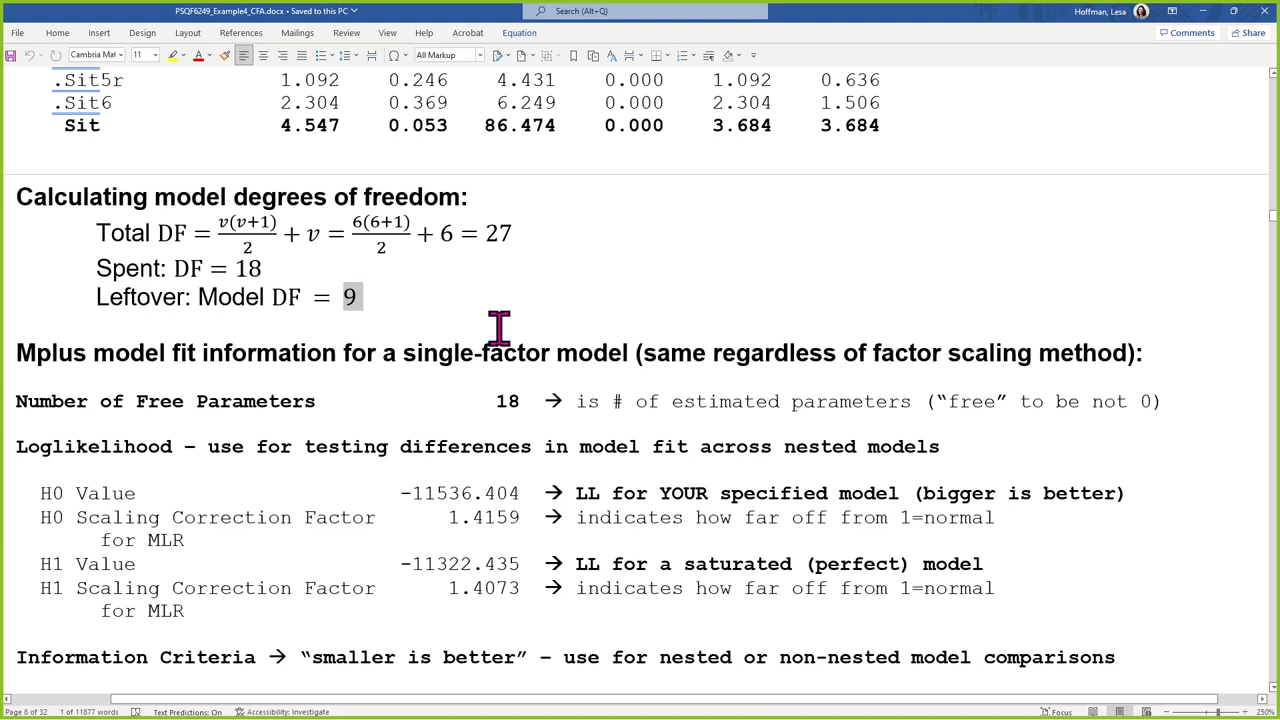 PSQF6249_Example4_CFA.docx • Saved to this PC
Search (Alt+Q)
Hoffman, Lesa
File Home Insert Draw Design Layout References Mailings Review View Help Acrobat Equation
Comments Share
Cambria Mat 11 All Markup
.Sit5r 1.092 0.246 4.431 0.000 1.092 0.636
.Sit6 2.304 0.369 6.249 0.000 2.304 1.506
Sit 4.547 0.053 86.474 0.000 3.684 3.684
Calculating model degrees of freedom:
Total DF = v(v+1)/2 + v = 6(6+1)/2 + 6 = 27
Spent: DF = 18
Leftover: Model DF = 9
Mplus model fit information for a single-factor model (same regardless of factor scaling method):
Number of Free Parameters 18 → is # of estimated parameters (“free” to be not 0)
Loglikelihood – use for testing differences in model fit across nested models
H0 Value -11536.404 → LL for YOUR specified model (bigger is better)
H0 Scaling Correction Factor 1.4159 → indicates how far off from 1=normal
for MLR
H1 Value -11322.435 → LL for a saturated (perfect) model
H1 Scaling Correction Factor 1.4073 → indicates how far off from 1=normal
for MLR
Information Criteria → “smaller is better” – use for nested or non-nested model comparisons
Page 8 of 32 1 of 11877 words Text Predictions: On Accessibility: Investigate Focus 250%